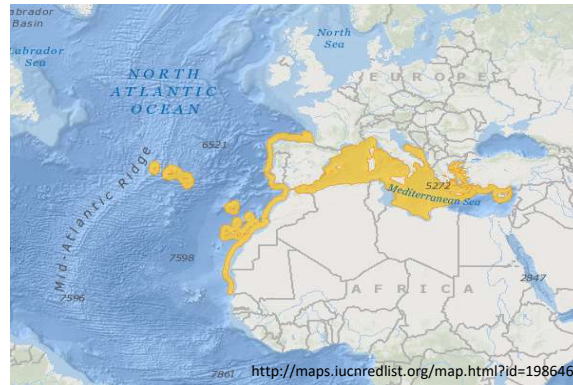 abrador
Basin
Labrador
Sea
North
Sea
NORTH
ATLANTIC
OCEAN
EUROPE
6521
Mid-Atlantic Ridge
5272
Mediterranean Sea
7598
2847
7596
AFRICA
7861
http://maps.iucnredlist.org/map.html?id=198646